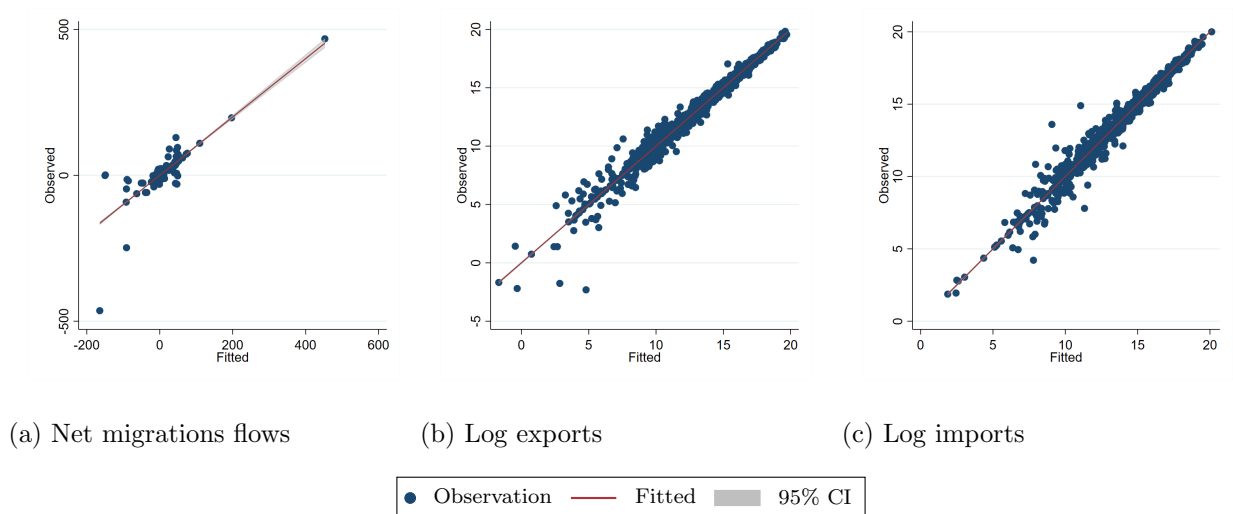 500
0
-500
Observed
-200
0
200
400
600
Fitted
20
15
10
5
0
-5
Observed
0
5
10
15
20
Fitted
20
15
10
5
0
Observed
0
5
10
15
20
Fitted
(a) Net migrations flows
(b) Log exports
(c) Log imports
Observation Fitted 95% CI